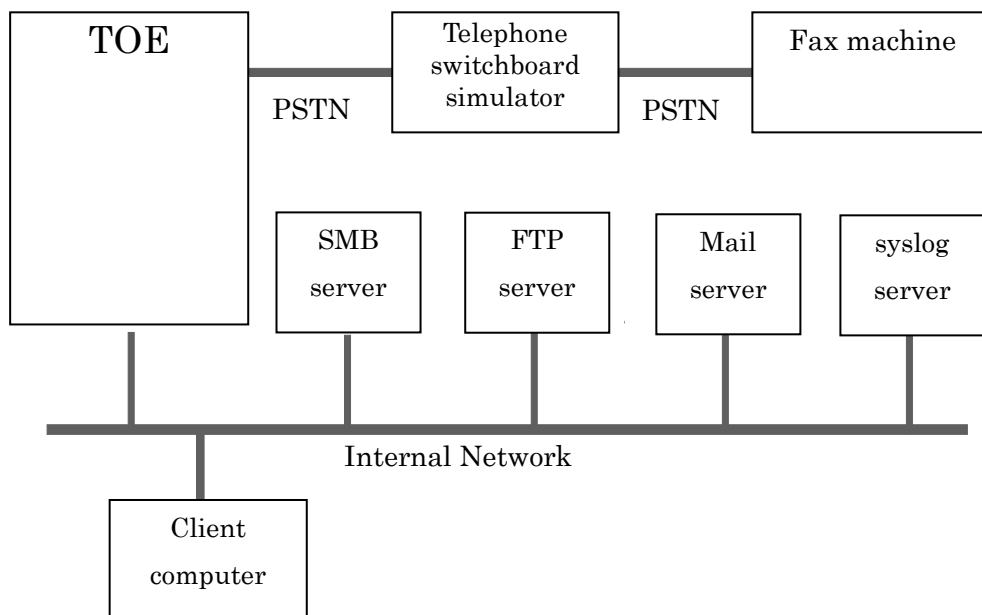 TOE
Telephone
switchboard
simulator
Fax machine
PSTN
PSTN
SMB
server
FTP
server
Mail
server
syslog
server
Internal Network
Client
computer